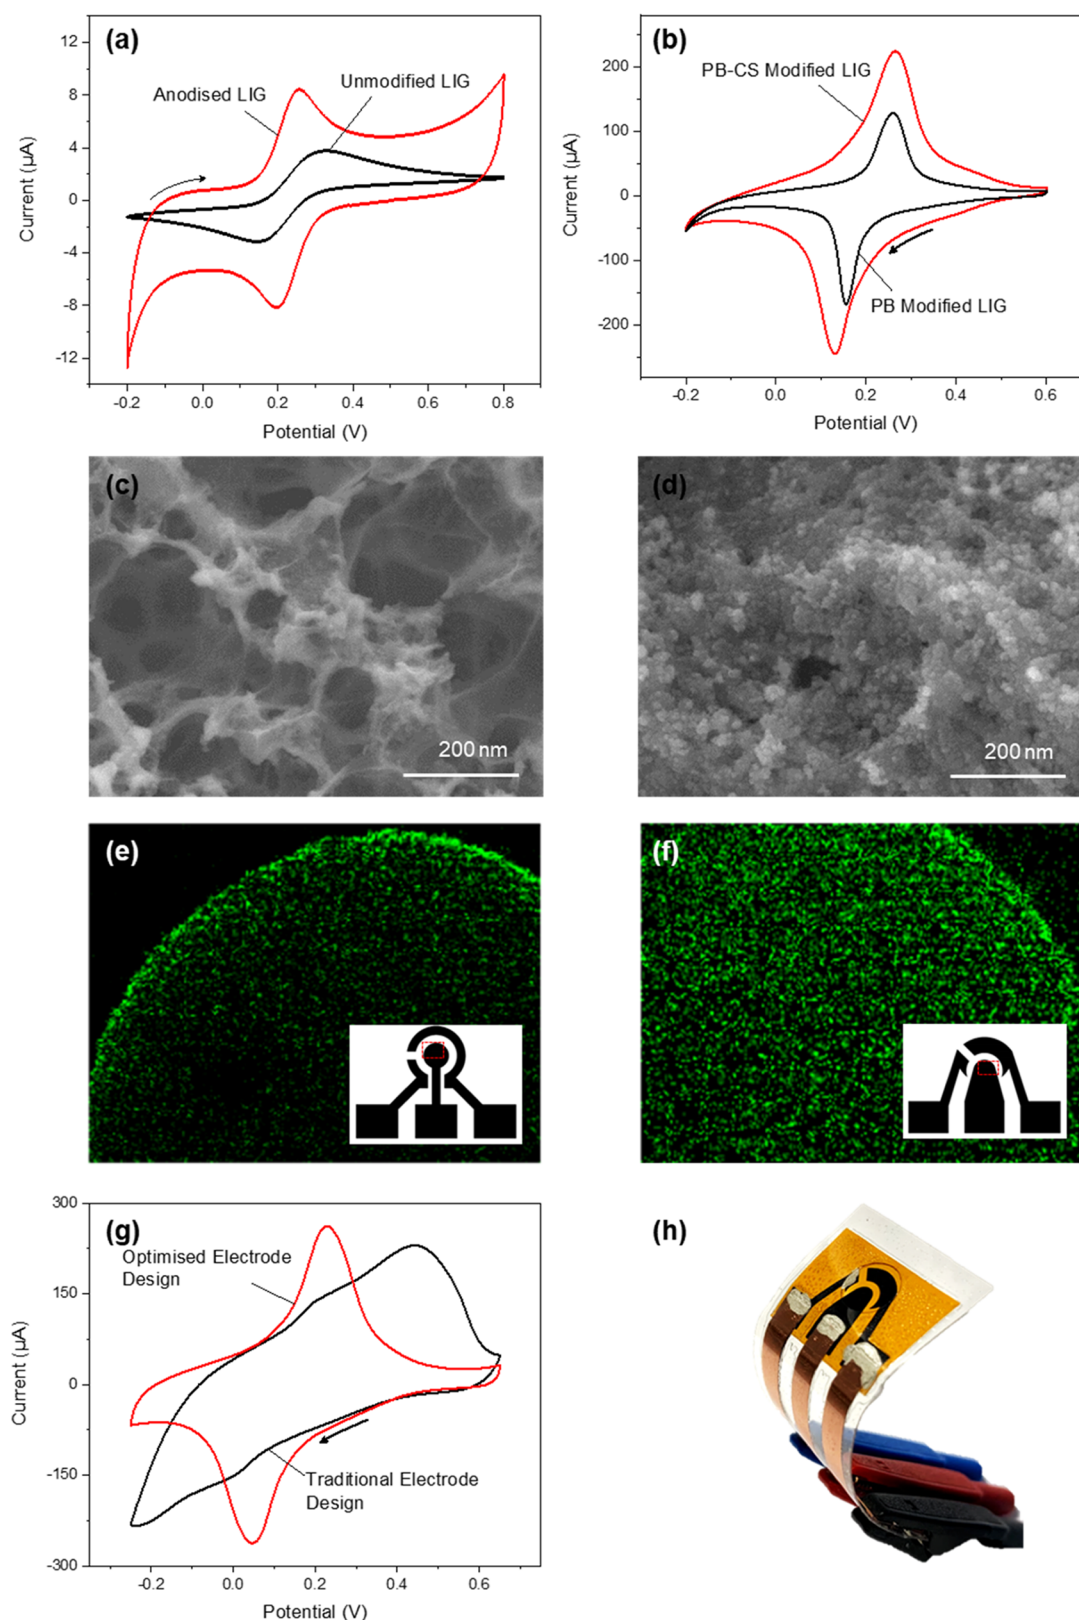 (a)
12
8
4
0
-4
-8
-12
Current (µA)
Anodised LIG
Unmodified LIG
-0.2 0.0 0.2 0.4 0.6 0.8
Potential (V)
(b)
200
100
0
-100
-200
Current (µA)
PB-CS Modified LIG
PB Modified LIG
-0.2 0.0 0.2 0.4 0.6
Potential (V)
(c)
200 nm
(d)
200 nm
(e)
(f)
(g)
300
150
0
-150
-300
Current (µA)
Optimised Electrode
Design
Traditional Electrode
Design
-0.2 0.0 0.2 0.4 0.6
Potential (V)
(h)